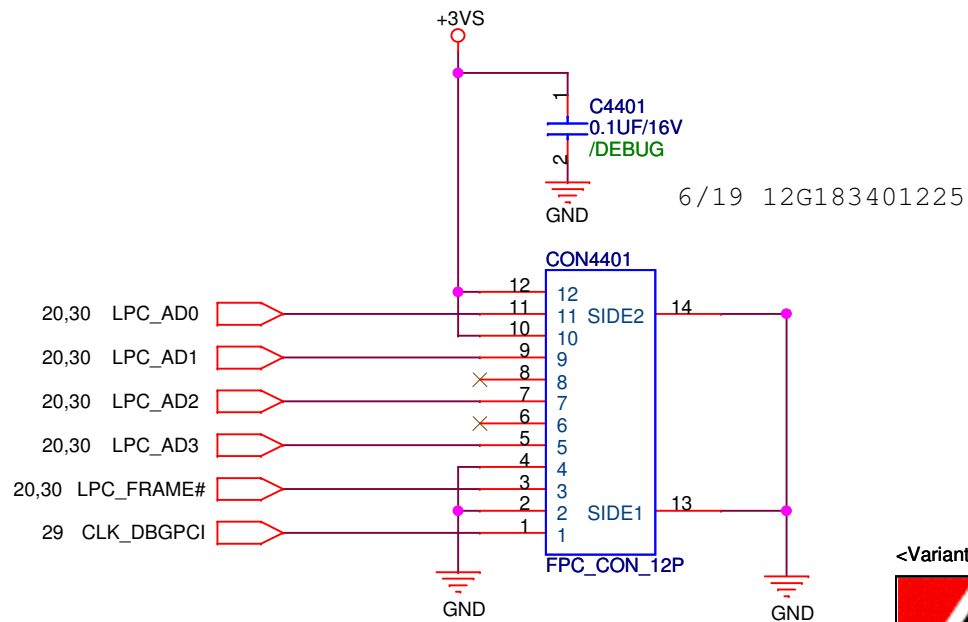 +3VS
1
C4401
0.1UF/16V
/DEBUG
2
GND
6/19 12G183401225
CON4401
12 12
20,30 LPC_AD0 11 11 SIDE2 14
10 10
20,30 LPC_AD1 9 9
8 8
20,30 LPC_AD2 7 7
6 6
20,30 LPC_AD3 5 5
4 4
20,30 LPC_FRAME# 3 3
2 2 SIDE1 13
29 CLK_DBGPCI 1 1
FPC_CON_12P
<Variant
GND GND